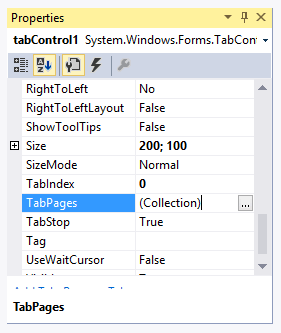 Properties
tabControl1 System.Windows.Forms.TabCont
RightToLeft No
RightToLeftLayout False
ShowToolTips False
Size 200; 100
SizeMode Normal
TabIndex 0
TabPages (Collection) ...
TabStop True
Tag
UseWaitCursor False
TabPages